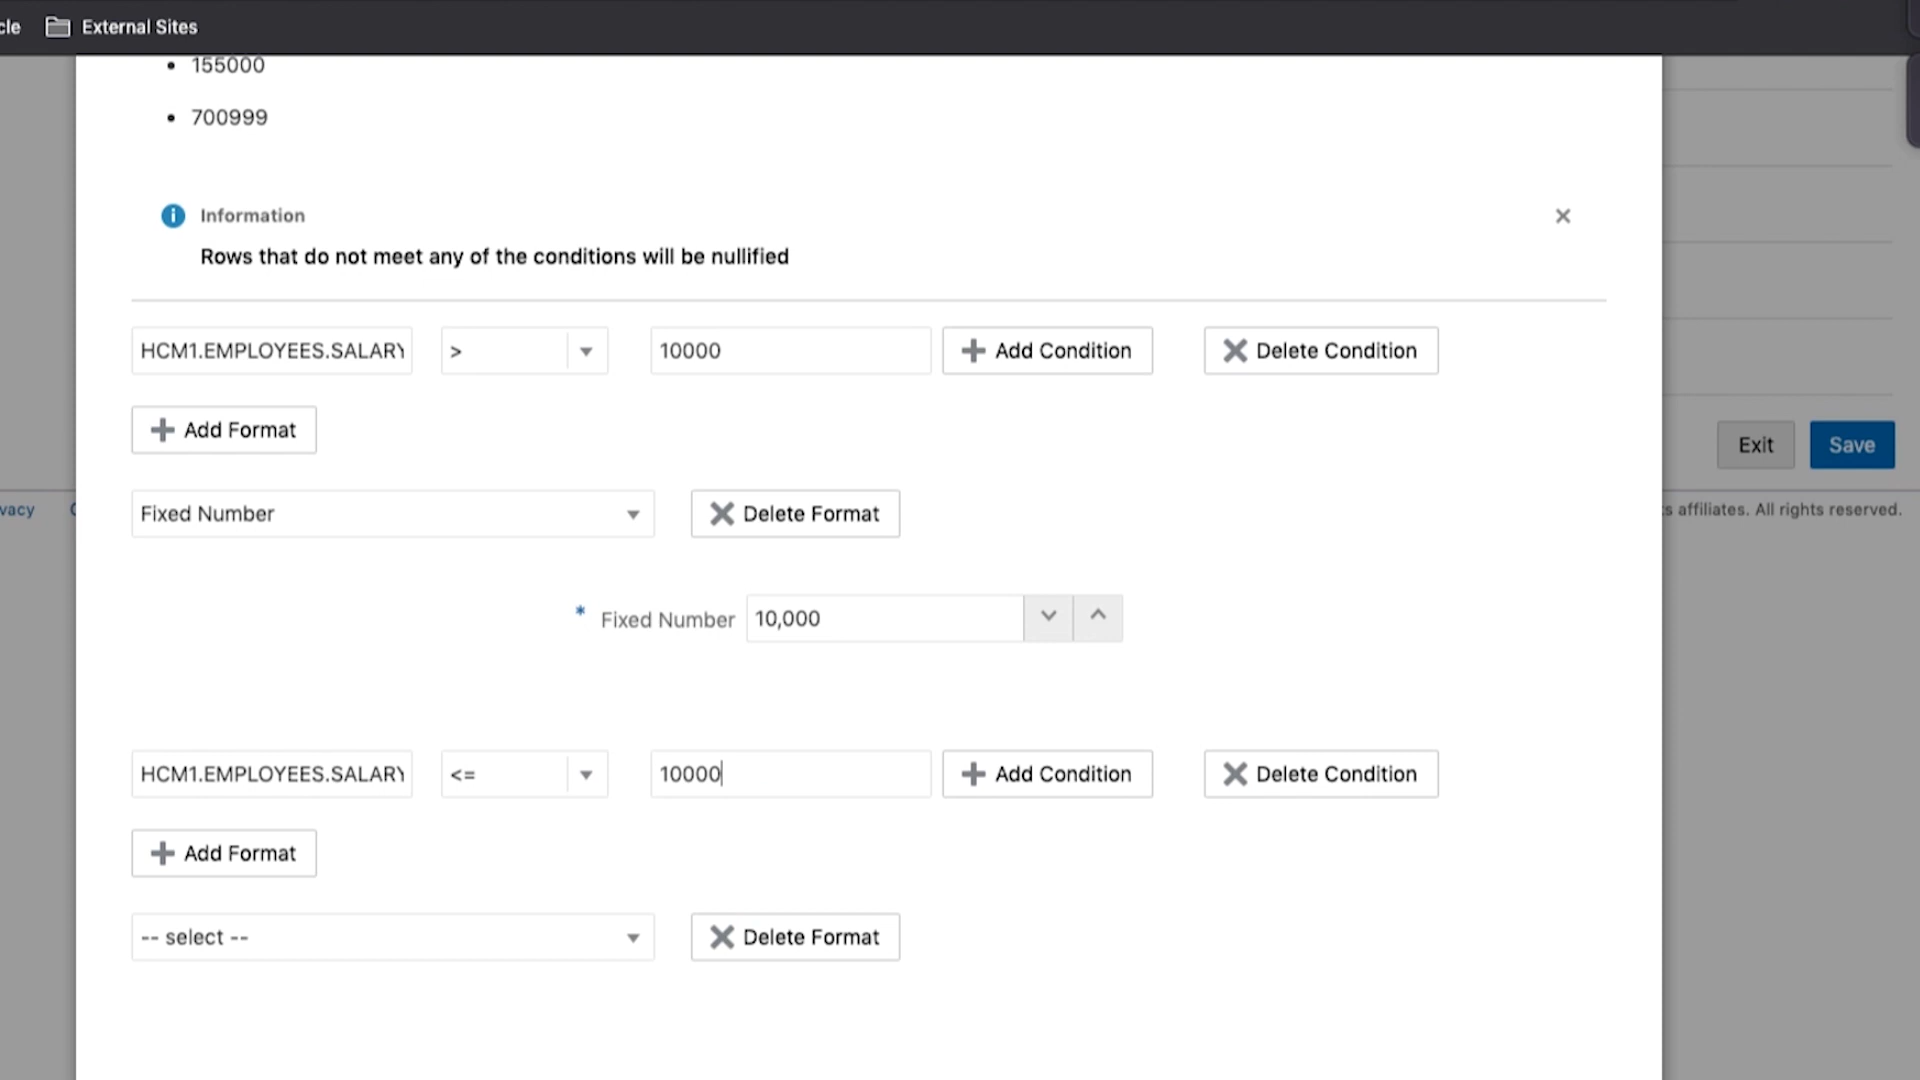 cle External Sites
155000
700999
Information
Rows that do not meet any of the conditions will be nullified
HCM1.EMPLOYEES.SALARY > 10000 Add Condition Delete Condition
Add Format
Exit Save
vacy s affiliates. All rights reserved.
Fixed Number Delete Format
* Fixed Number 10,000
HCM1.EMPLOYEES.SALARY <= 10000 Add Condition Delete Condition
Add Format
-- select -- Delete Format